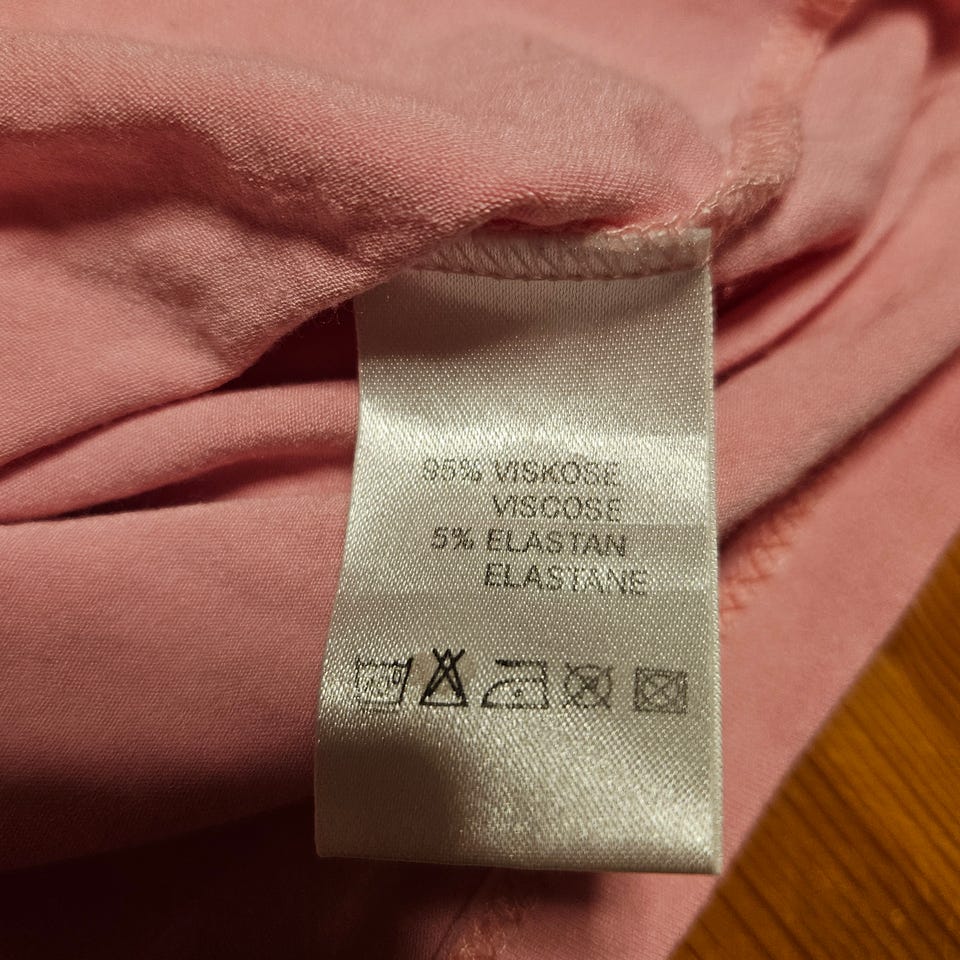 95% VISKOSE
VISCOSE
5% ELASTAN
ELASTANE